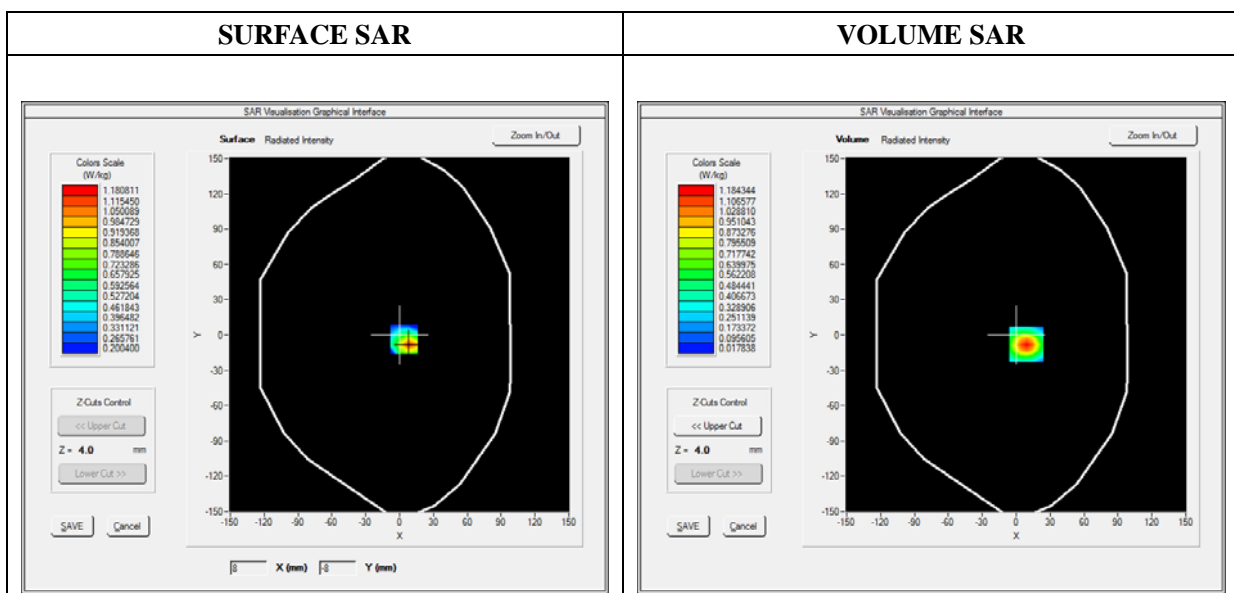 SURFACE SAR
VOLUME SAR
SAR Visualisation Graphical Interface
Surface Radiated Intensity
Zoom In/Out
Colors Scale
(W/kg)
1.180811
1.115450
1.050089
0.984729
0.919368
0.854007
0.788646
0.723286
0.657925
0.592564
0.527204
0.461843
0.396482
0.331121
0.265761
0.200400
150
120
90
60
30
0
-30
-60
-90
-120
-150
Y
-150 -120 -90 -60 -30 0 30 60 90 120 150
X
Z-Cuts Control
<< Upper Cut
Z = 4.0 mm
Lower Cut >>
SAVE Cancel
8 X (mm) -8 Y (mm)
SAR Visualisation Graphical Interface
Volume Radiated Intensity
Zoom In/Out
Colors Scale
(W/kg)
1.184344
1.106577
1.028810
0.951043
0.873276
0.795509
0.717742
0.639975
0.562208
0.484441
0.406673
0.328906
0.251139
0.173372
0.095605
0.017838
150
120
90
60
30
0
-30
-60
-90
-120
-150
Y
-150 -120 -90 -60 -30 0 30 60 90 120 150
X
Z-Cuts Control
<< Upper Cut
Z = 4.0 mm
Lower Cut >>
SAVE Cancel